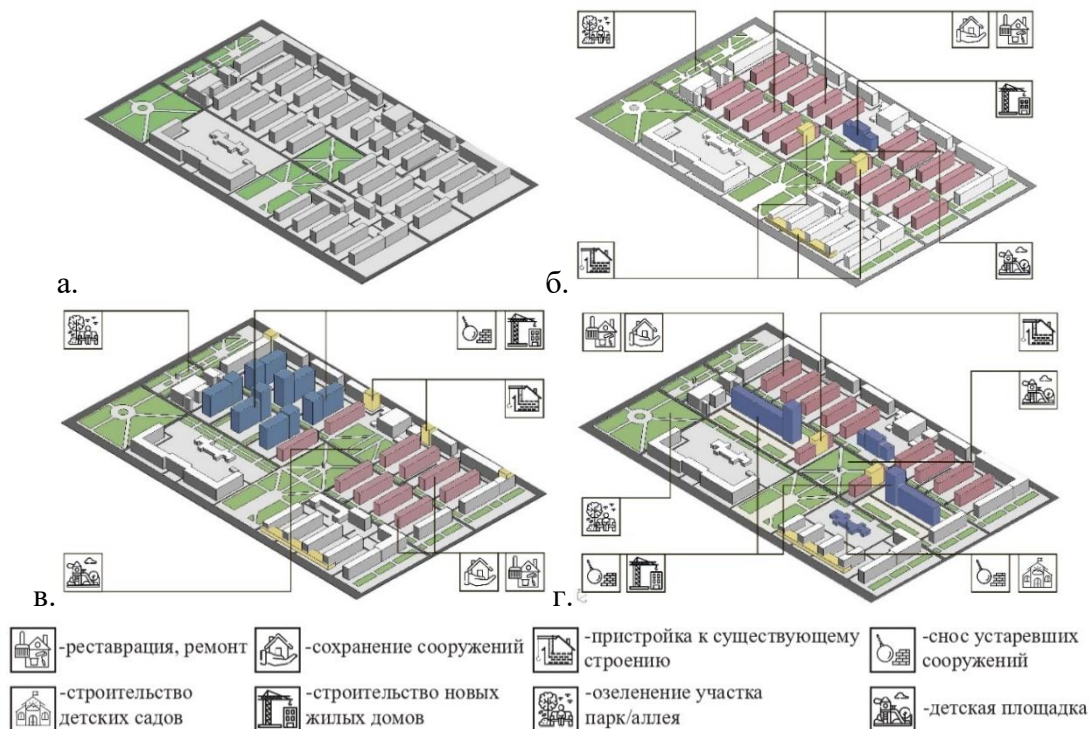 а.
б.
в.
г.
-реставрация, ремонт
-сохранение сооружений
-пристройка к существующему
строению
-снос устаревших
сооружений
-строительство
детских садов
-строительство новых
жилых домов
-озеленение участка
парк/аллея
-детская площадка